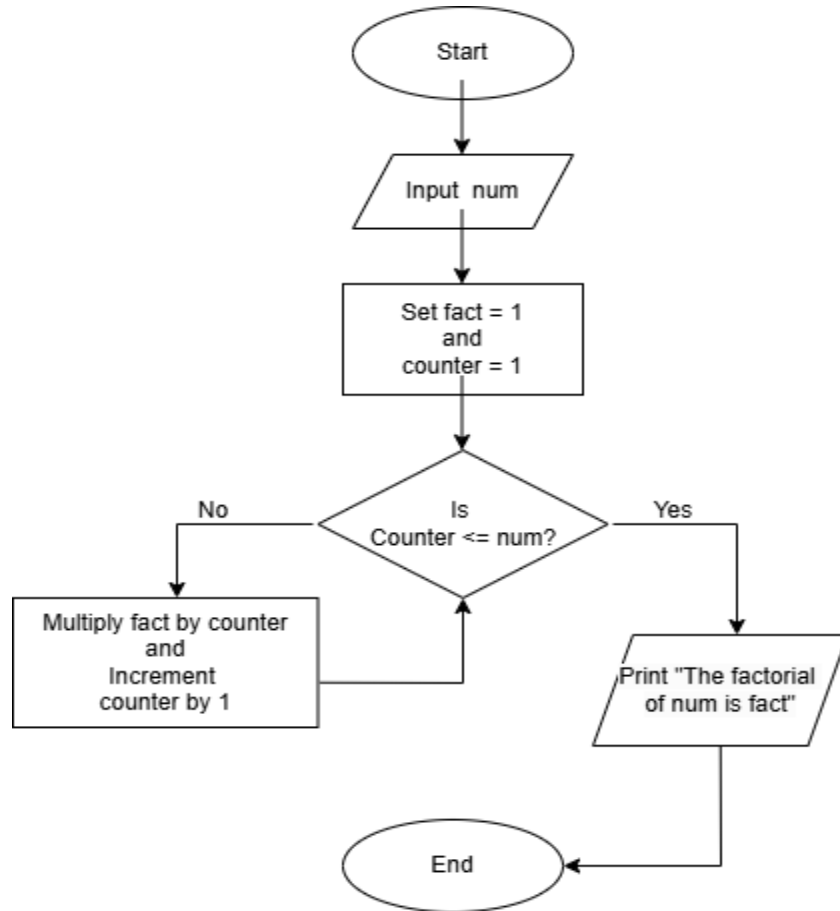 Start
Input num
Set fact = 1
and
counter = 1
Is
Counter <= num?
No
Yes
Multiply fact by counter
and
Increment
counter by 1
Print "The factorial
of num is fact"
End